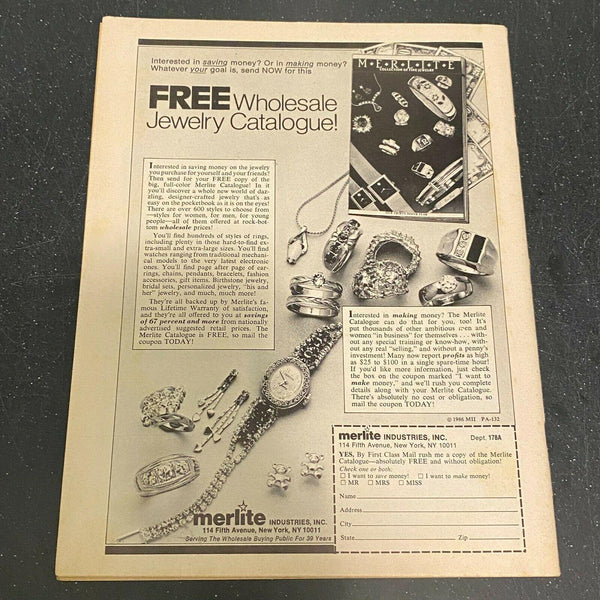 Interested in saving money? Or in making money?
Whatever your goal is, send NOW for this
FREE Wholesale
Jewelry Catalogue!
MERLITE
COLLECTION OF FINE JEWELRY
Interested in saving money on the jewelry
you purchase for yourself and your friends?
Then send for your FREE copy of the
big, full-color Merlite Catalogue! In it
you'll discover a whole new world of daz-
zling, designer-crafted jewelry that's as
easy on the pocketbook as it is on the eyes!
There are over 600 styles to choose from
—styles for women, for men, for young
people—all of them offered at rock-bot-
tom wholesale prices!
You'll find hundreds of styles of rings,
including plenty in those hard-to-find ex-
tra-small and extra-large sizes. You'll find
watches ranging from traditional mechani-
cal models to the very latest electronic
ones. You'll find page after page of ear-
rings, chains, pendants, bracelets, fashion
accessories, gift items. Birthstone jewelry,
bridal sets, personalized jewelry, "his and
her" jewelry, and much, much more!
They're all backed up by Merlite's fa-
mous Lifetime Warranty of satisfaction,
and they're all offered to you at savings
of 67 percent and more from nationally
advertised suggested retail prices. The
Merlite Catalogue is FREE, so mail the
coupon TODAY!
Interested in making money? The Merlite
Catalogue can do that for you, too! It's
put thousands of other ambitious men and
women "in business" for themselves . . . with-
out any special training or know-how, with-
out any real "selling," and without a penny's
investment! Many now report profits as high
as $25 to $100 in a single spare-time hour!
If you'd like more information, just check
the box on the coupon marked "I want to
make money," and we'll rush you complete
details along with your Merlite Catalogue.
There's absolutely no cost or obligation, so
mail the coupon TODAY!
© 1986 MII PA-132
merlite INDUSTRIES, INC. Dept. 178A
114 Fifth Avenue, New York, NY 10011
YES, By First Class Mail rush me a copy of the Merlite
Catalogue—absolutely FREE and without obligation!
Check one or both:
I want to save money! I want to make money!
MR MRS MISS
Name
Address
City
State Zip
merlite INDUSTRIES, INC.
114 Fifth Avenue, New York, NY 10011
Serving The Wholesale Buying Public For 39 Years